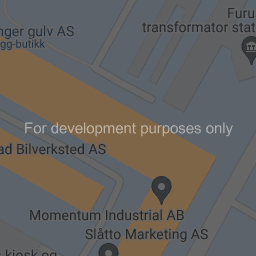 Furu
transformator stat
nger gulv AS
gg-butikk
For development purposes only
ad Bilverksted AS
Momentum Industrial AB
Slåtto Marketing AS
s kiosk og